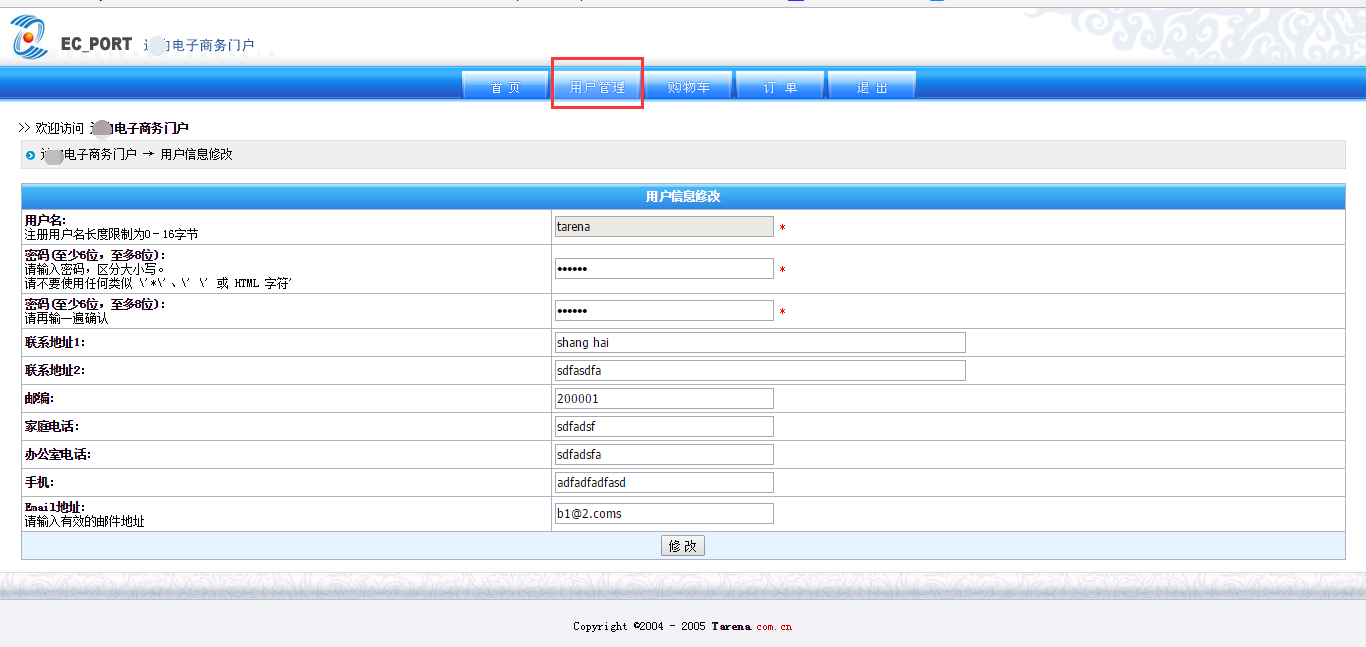 EC_PORT 电子商务门户
首 页 用户管理 购物车 订 单 退 出
>> 欢迎访问 电子商务门户
电子商务门户 → 用户信息修改
用户信息修改
用户名:
注册用户名长度限制为0-16字节
tarena *
密码(至少6位，至多8位):
请输入密码，区分大小写。
请不要使用任何类似 \'*\'、\' \' 或 HTML 字符'
•••••• *
密码(至少6位，至多8位):
请再输一遍确认
•••••• *
联系地址1: shang hai
联系地址2: sdfasdfa
邮编: 200001
家庭电话: sdfadsf
办公室电话: sdfadsfa
手机: adfadfadfasd
Email地址:
请输入有效的邮件地址
b1@2.coms
修 改
Copyright ©2004 - 2005 Tarena.com.cn